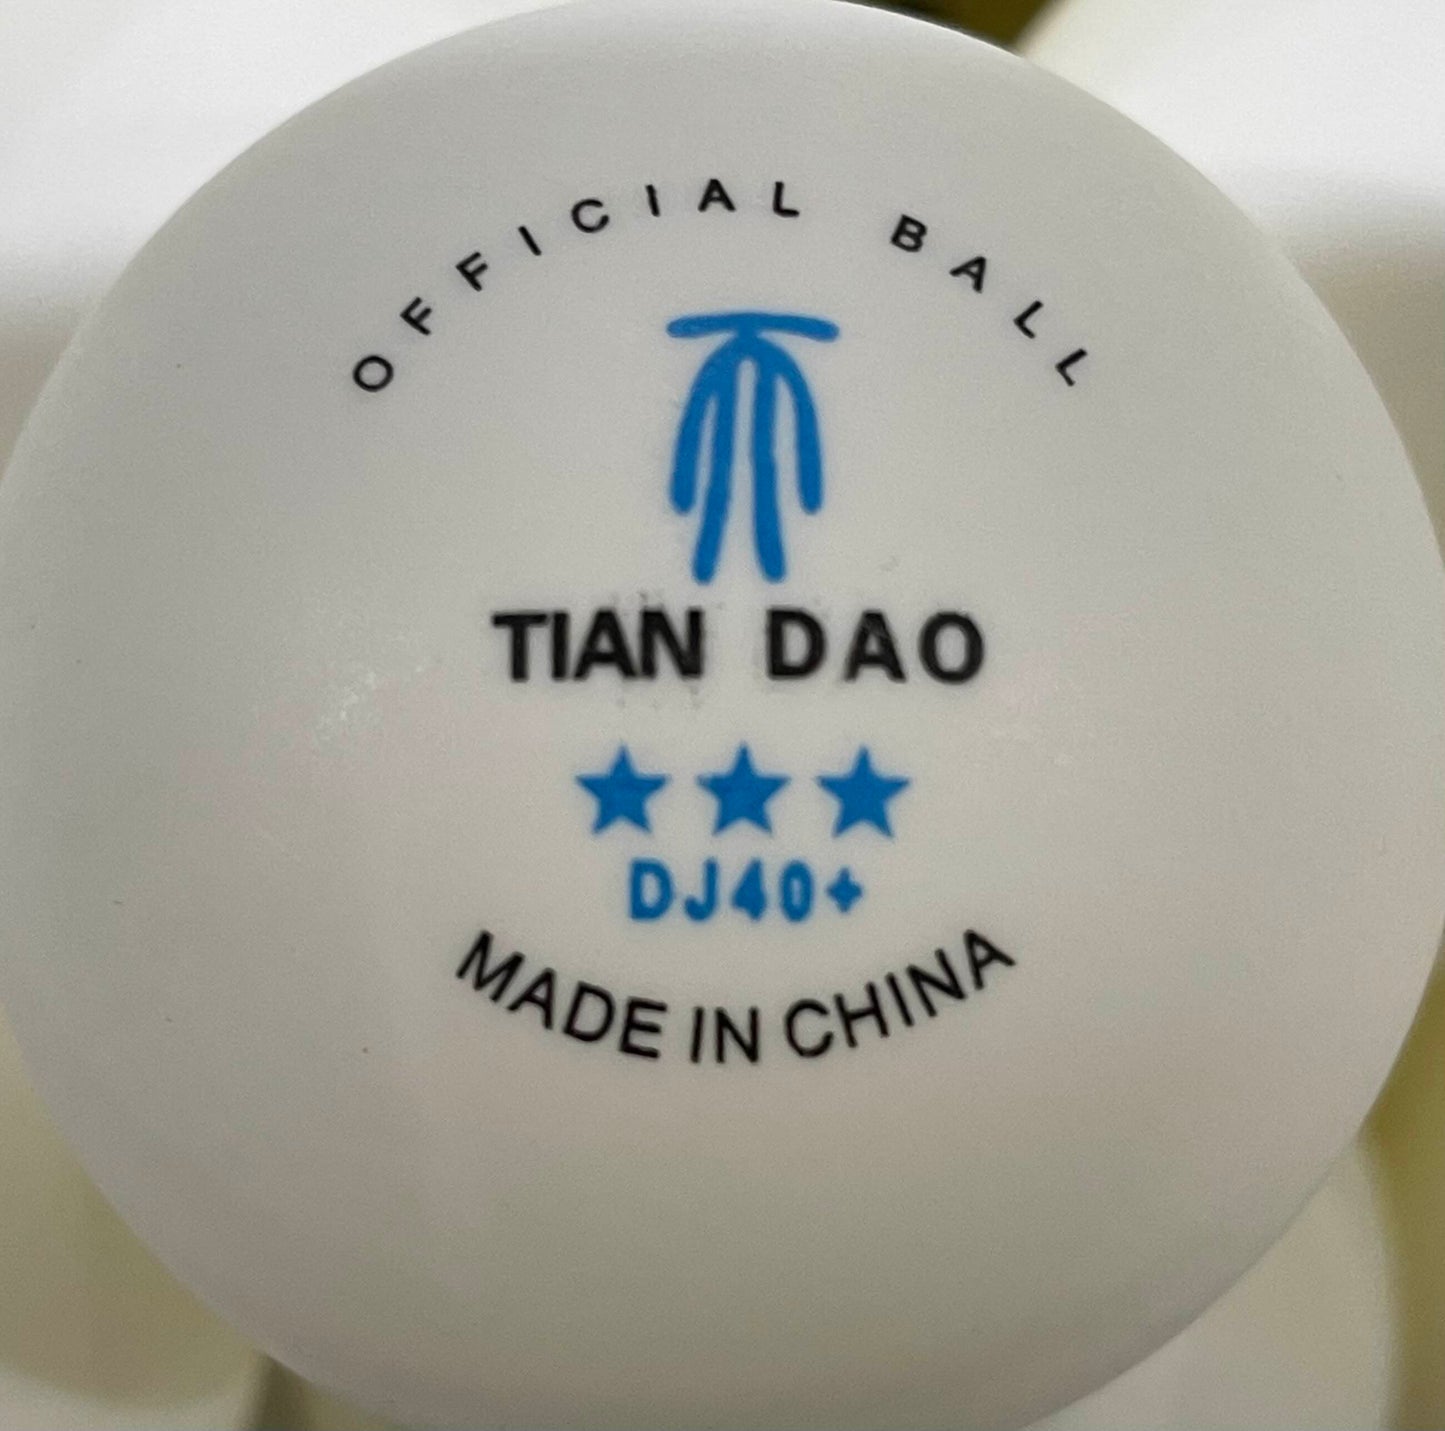 OFFICIAL BALL
TIAN DAO
★★★
DJ40+
MADE IN CHINA